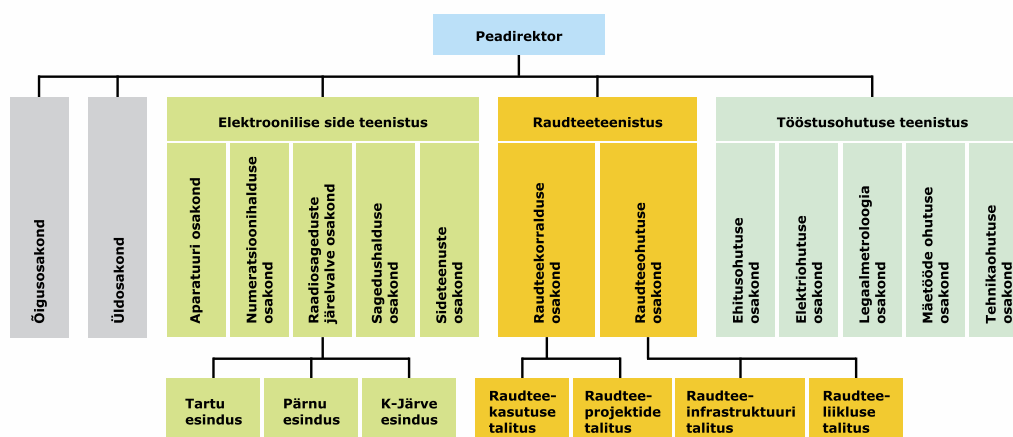 Peadirektor
Õigusosakond
Üldosakond
Elektroonilise side teenistus
Aparatuuri osakond
Numeratsioonihalduse
osakond
Raadiosageduste
järelvalve osakond
Sagedushalduse
osakond
Sideteenuste
osakond
Raudteeteenistus
Raudteekorralduse
osakond
Raudteeohutuse
osakond
Tööstusohutuse teenistus
Ehitusohutuse
osakond
Elektriohutuse
osakond
Legaalmetroloogia
osakond
Mäetööde ohutuse
osakond
Tehnikaohutuse
osakond
Tartu
esindus
Pärnu
esindus
K-Järve
esindus
Raudtee-
kasutuse
talitus
Raudtee-
projektide
talitus
Raudtee-
infrastruktuuri
talitus
Raudtee-
liikluse
talitus